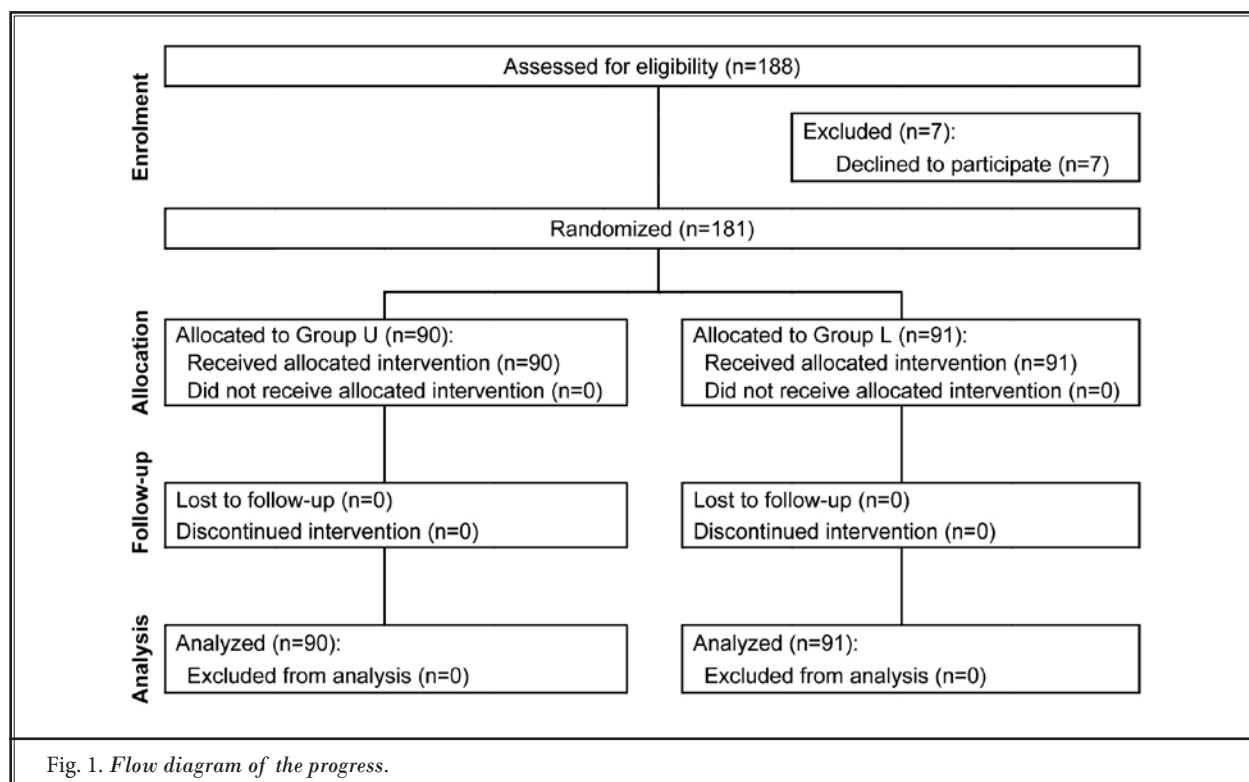 Enrolment
Assessed for eligibility (n=188)
Excluded (n=7):
Declined to participate (n=7)
Randomized (n=181)
Allocation
Allocated to Group U (n=90):
Received allocated intervention (n=90)
Did not receive allocated intervention (n=0)
Allocated to Group L (n=91):
Received allocated intervention (n=91)
Did not receive allocated intervention (n=0)
Follow-up
Lost to follow-up (n=0)
Discontinued intervention (n=0)
Lost to follow-up (n=0)
Discontinued intervention (n=0)
Analysis
Analyzed (n=90):
Excluded from analysis (n=0)
Analyzed (n=91):
Excluded from analysis (n=0)
Fig. 1. Flow diagram of the progress.